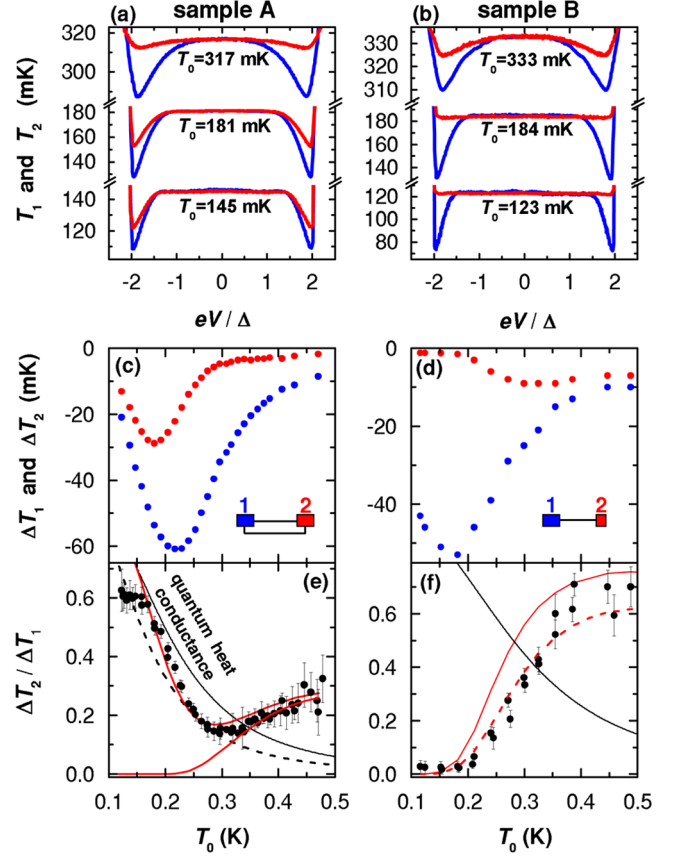 sample A
sample B
(a)
(b)
T1 and T2 (mK)
320
300
180
160
140
140
120
T0=317 mK
T0=181 mK
T0=145 mK
-2 -1 0 1 2
eV / Δ
330
320
310
180
160
140
120
100
80
T0=333 mK
T0=184 mK
T0=123 mK
-2 -1 0 1 2
eV / Δ
ΔT1 and ΔT2 (mK)
0
-20
-40
-60
(c)
1 2
0
-20
-40
(d)
1 2
ΔT2 / ΔT1
0.6
0.4
0.2
0.0
(e)
quantum heat
conductance
0.1 0.2 0.3 0.4 0.5
T0 (K)
0.6
0.4
0.2
0.0
(f)
0.1 0.2 0.3 0.4 0.5
T0 (K)